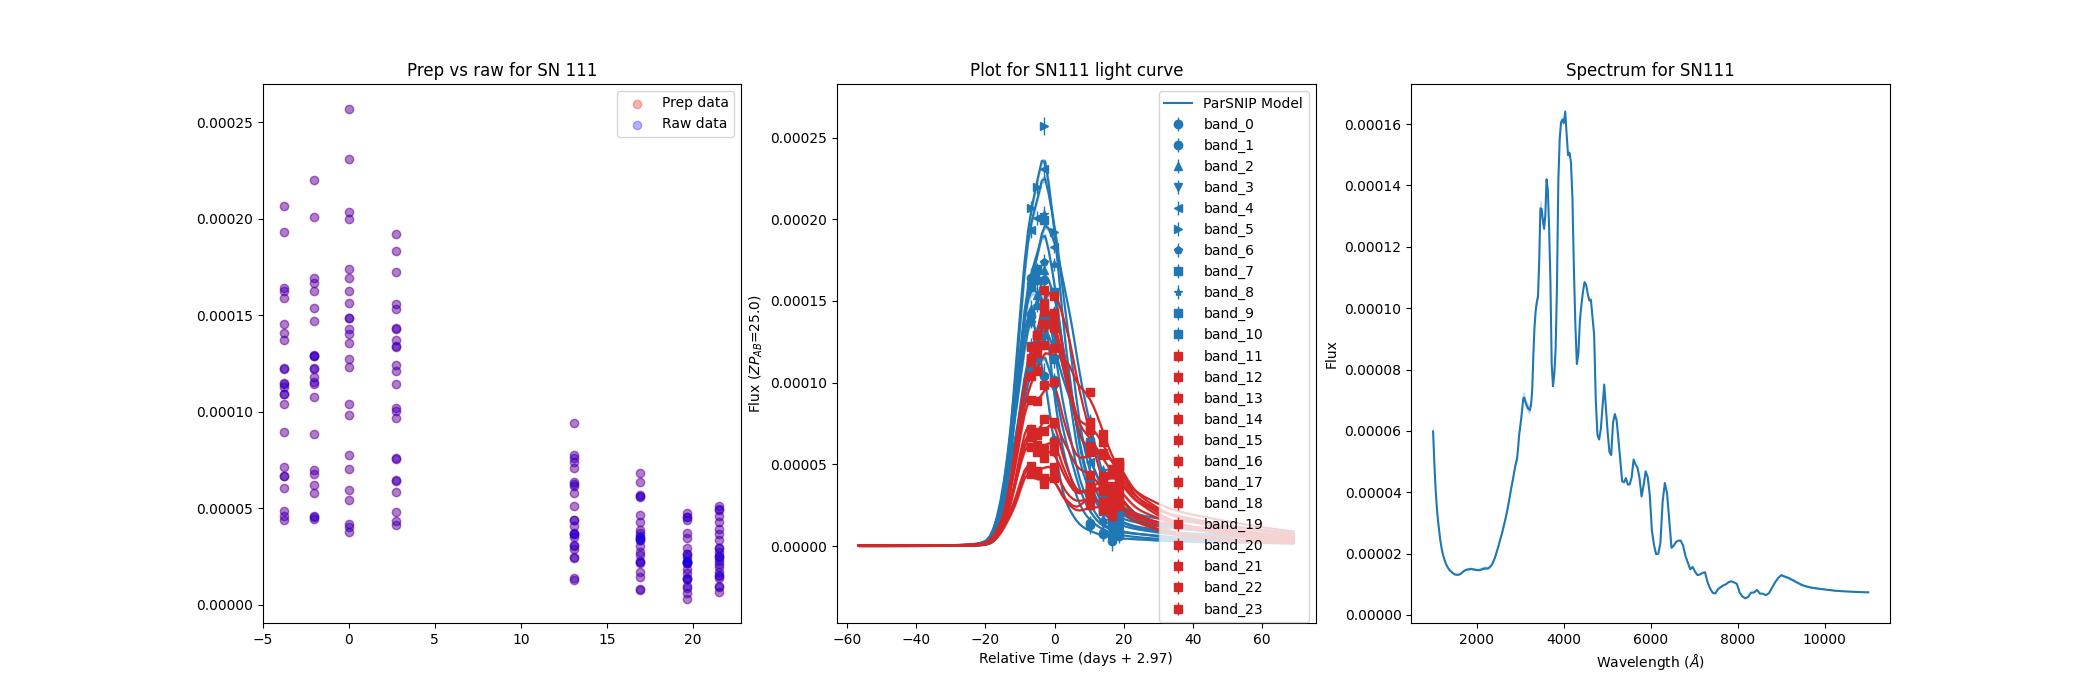 Prep vs raw for SN 111
Prep data
Raw data
0.00025
0.00020
0.00015
0.00010
0.00005
0.00000
−5
0
5
10
15
20
Plot for SN111 light curve
Flux (ZP_AB=25.0)
0.00025
0.00020
0.00015
0.00010
0.00005
0.00000
−60
−40
−20
0
20
40
60
Relative Time (days + 2.97)
ParSNIP Model
band_0
band_1
band_2
band_3
band_4
band_5
band_6
band_7
band_8
band_9
band_10
band_11
band_12
band_13
band_14
band_15
band_16
band_17
band_18
band_19
band_20
band_21
band_22
band_23
Spectrum for SN111
Flux
0.00016
0.00014
0.00012
0.00010
0.00008
0.00006
0.00004
0.00002
0.00000
2000
4000
6000
8000
10000
Wavelength (Å)